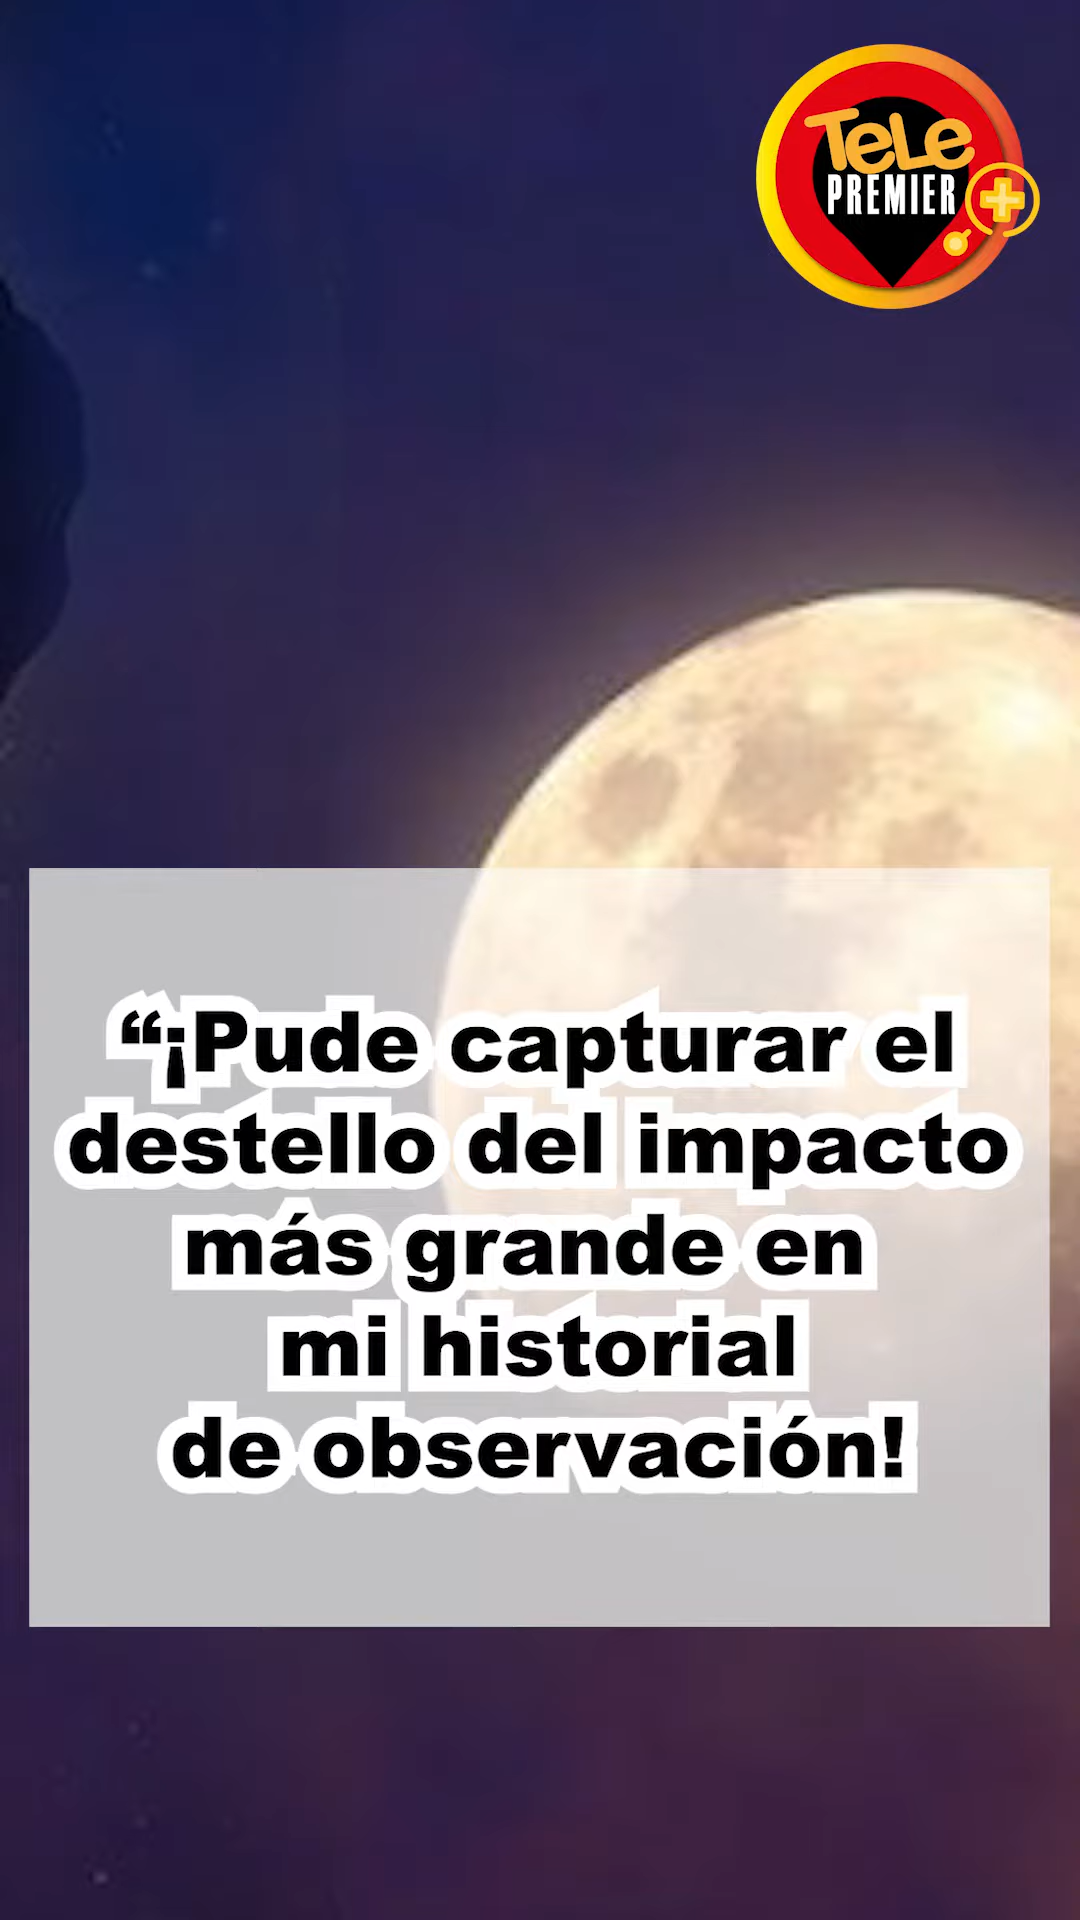 TeLe
PREMIER
“¡Pude capturar el
destello del impacto
más grande en
mi historial
de observación!